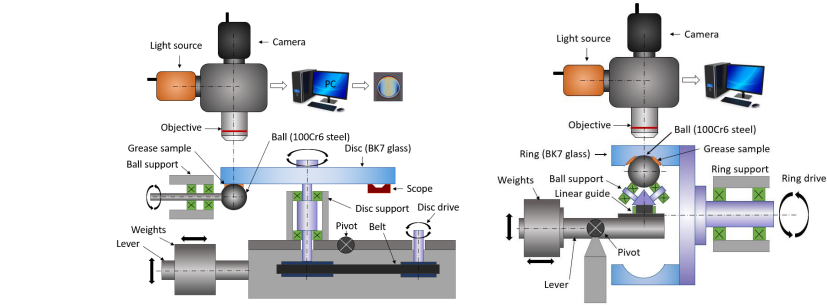 Light source
Camera
PC
Objective
Ball (100Cr6 steel)
Grease sample
Ball support
Disc (BK7 glass)
Scope
Disc support
Disc drive
Pivot
Belt
Weights
Lever
Light source
Camera
Objective
Ball (100Cr6 steel)
Grease sample
Ring (BK7 glass)
Ball support
Ring support
Ring drive
Weights
Linear guide
Pivot
Lever